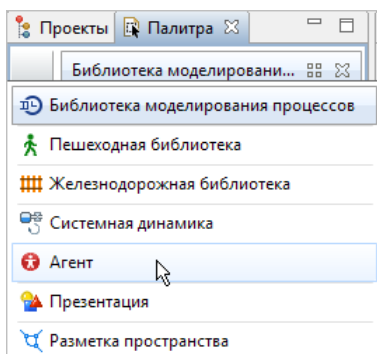 Проекты Палитра
Библиотека моделировани...
Библиотека моделирования процессов
Пешеходная библиотека
Железнодорожная библиотека
Системная динамика
Агент
Презентация
Разметка пространства